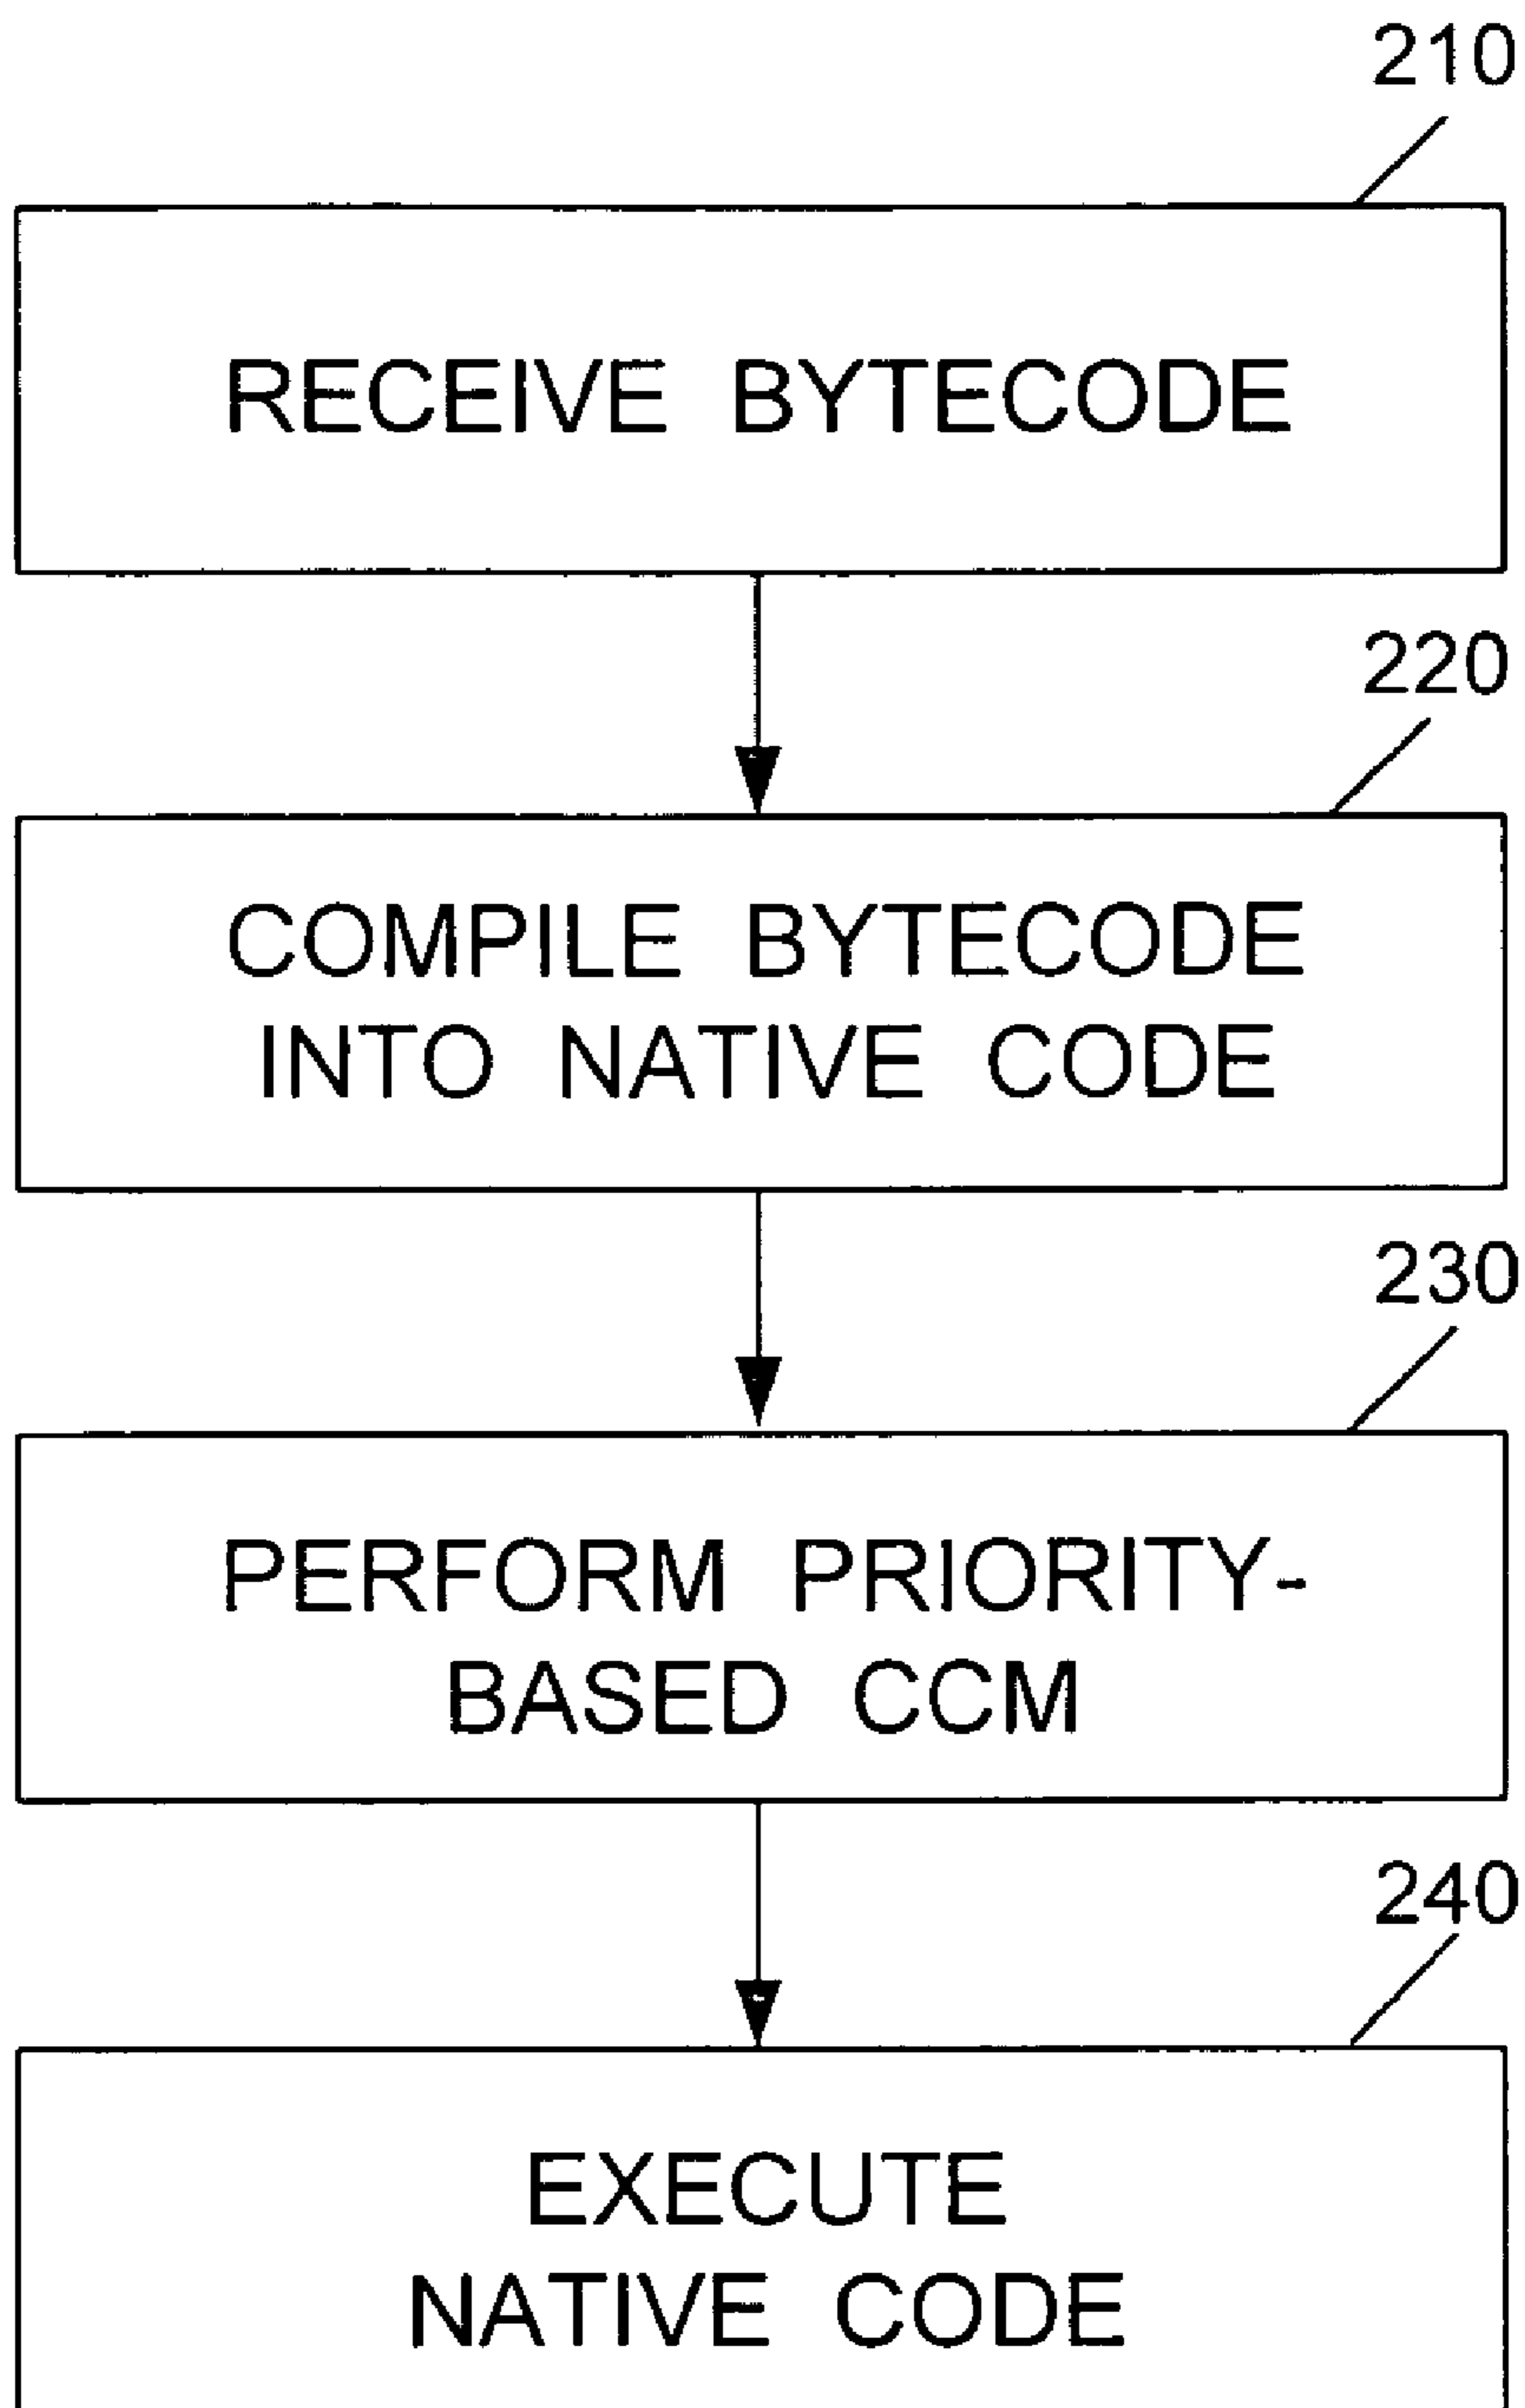 210
RECEIVE BYTECODE
220
COMPILE BYTECODE
INTO NATIVE CODE
230
PERFORM PRIORITY-
BASED CCM
240
EXECUTE
NATIVE CODE